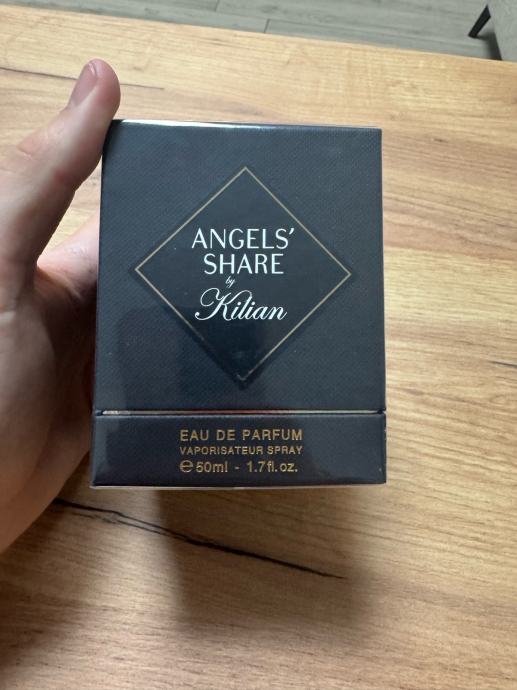 ANGELS'
SHARE
by
Kilian
EAU DE PARFUM
VAPORISATEUR SPRAY
℮50ml - 1.7fl.oz.